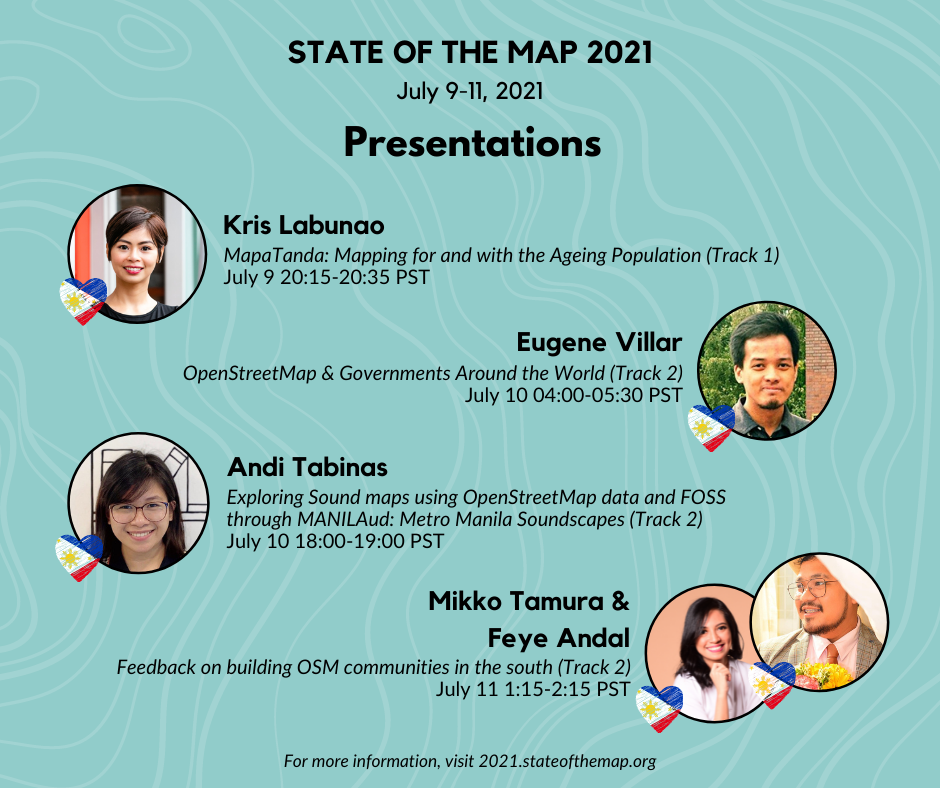 STATE OF THE MAP 2021
July 9-11, 2021
Presentations
Kris Labunao
MapaTanda: Mapping for and with the Ageing Population (Track 1)
July 9 20:15-20:35 PST
Eugene Villar
OpenStreetMap & Governments Around the World (Track 2)
July 10 04:00-05:30 PST
Andi Tabinas
Exploring Sound maps using OpenStreetMap data and FOSS
through MANILAud: Metro Manila Soundscapes (Track 2)
July 10 18:00-19:00 PST
Mikko Tamura &
Feye Andal
Feedback on building OSM communities in the south (Track 2)
July 11 1:15-2:15 PST
For more information, visit 2021.stateofthemap.org